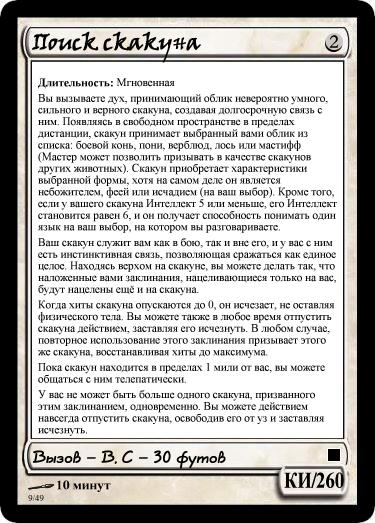 Поиск скакуна 2
Длительность: Мгновенная
Вы вызываете дух, принимающий облик невероятно умного,
сильного и верного скакуна, создавая долгосрочную связь с
ним. Появляясь в свободном пространстве в пределах
дистанции, скакун принимает выбранный вами облик из
списка: боевой конь, пони, верблюд, лось или мастифф
(Мастер может позволить призывать в качестве скакунов
других животных). Скакун приобретает характеристики
выбранной формы, хотя на самом деле он является
небожителем, феей или исчадием (на ваш выбор). Кроме того,
если у вашего скакуна Интеллект 5 или меньше, его Интеллект
становится равен 6, и он получает способность понимать один
язык на ваш выбор, на котором вы разговариваете.
Ваш скакун служит вам как в бою, так и вне его, и у вас с ним
есть инстинктивная связь, позволяющая сражаться как единое
целое. Находясь верхом на скакуне, вы можете делать так, что
наложенные вами заклинания, нацеливающиеся только на вас,
будут нацелены ещё и на скакуна.
Когда хиты скакуна опускаются до 0, он исчезает, не оставляя
физического тела. Вы можете также в любое время отпустить
скакуна действием, заставляя его исчезнуть. В любом случае,
повторное использование этого заклинания призывает этого
же скакуна, восстанавливая хиты до максимума.
Пока скакун находится в пределах 1 мили от вас, вы можете
общаться с ним телепатически.
У вас не может быть больше одного скакуна, призванного
этим заклинанием, одновременно. Вы можете действием
навсегда отпустить скакуна, освободив его от уз и заставляя
исчезнуть.
Вызов – В, С – 30 футов
КИ/260
10 минут
9/49